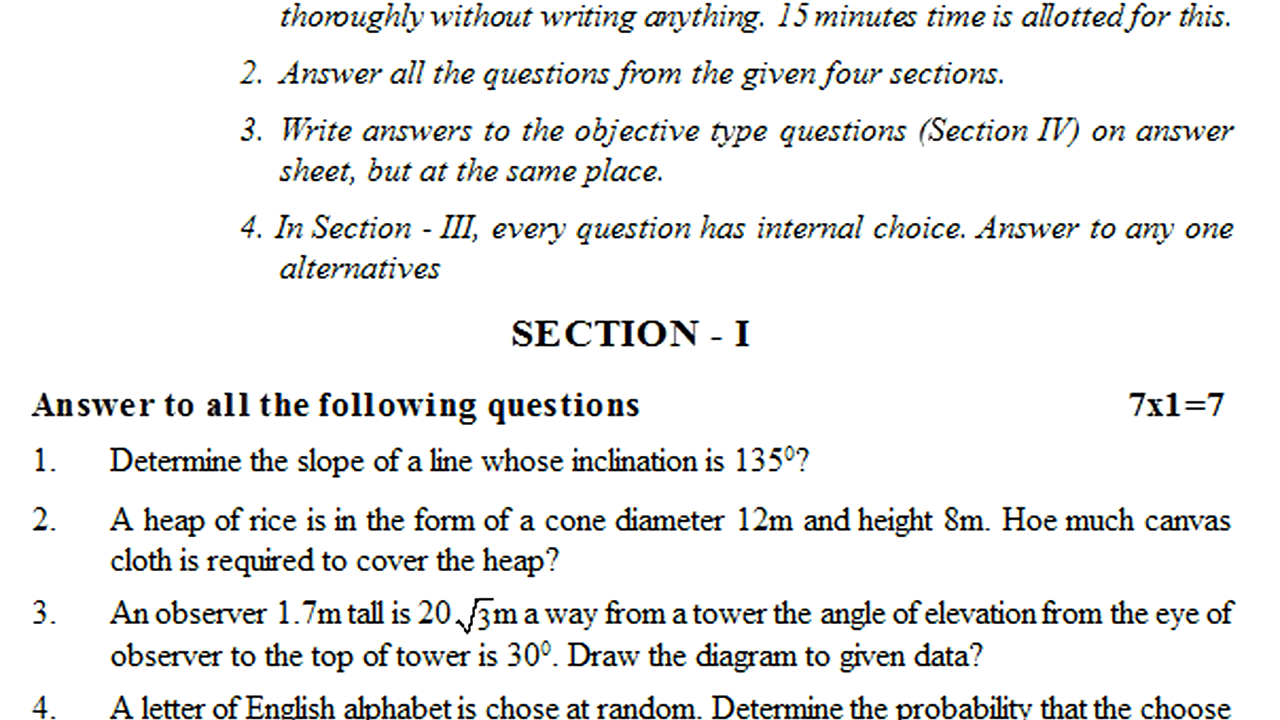 thoroughly without writing anything. 15 minutes time is allotted for this.
2. Answer all the questions from the given four sections.
3. Write answers to the objective type questions (Section IV) on answer
sheet, but at the same place.
4. In Section - III, every question has internal choice. Answer to any one
alternatives
SECTION - I
Answer to all the following questions 7x1=7
1. Determine the slope of a line whose inclination is 135⁰?
2. A heap of rice is in the form of a cone diameter 12m and height 8m. Hoe much canvas
cloth is required to cover the heap?
3. An observer 1.7m tall is 20√3m a way from a tower the angle of elevation from the eye of
observer to the top of tower is 30⁰. Draw the diagram to given data?
4. A letter of English alphabet is chose at random. Determine the probability that the choose